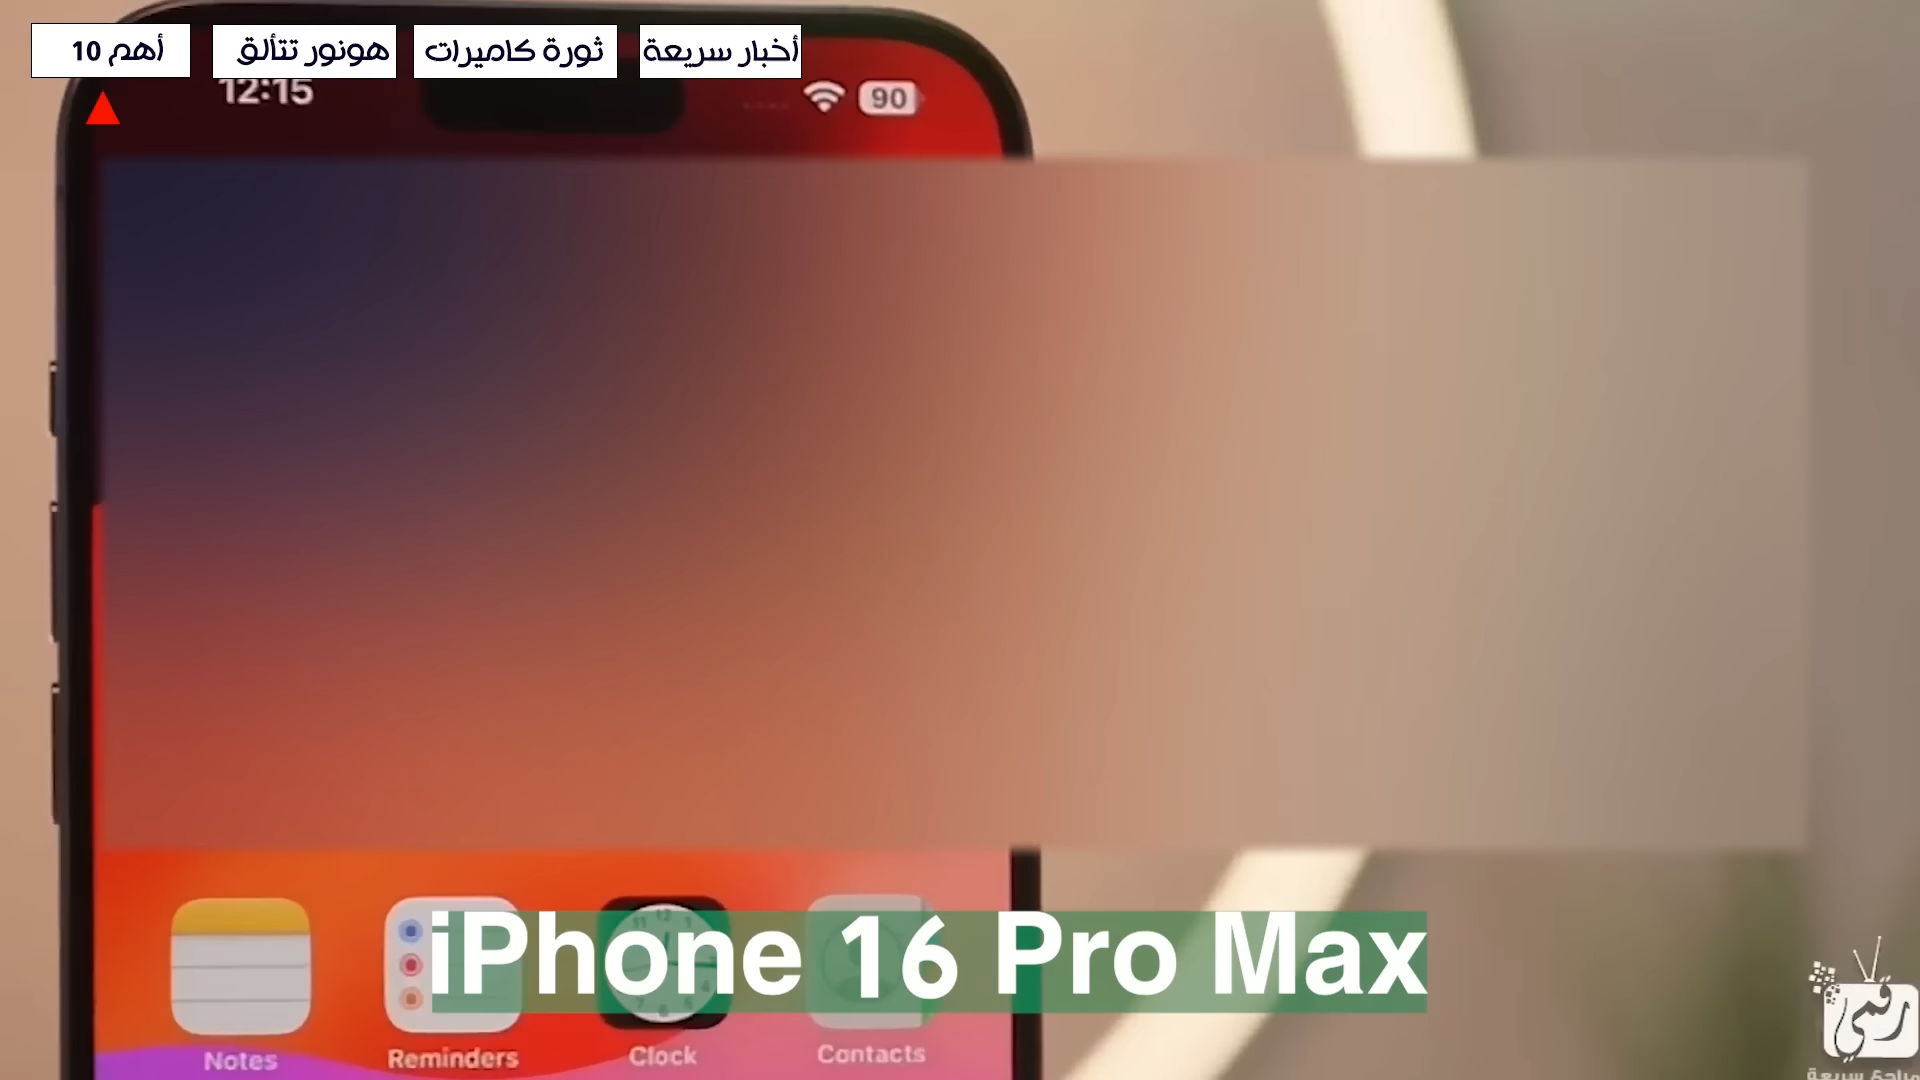 أخبار سريعة
ثورة كاميرات
هونور تتألق
أهم 10
12:15
90
iPhone 16 Pro Max
Notes
Reminders
Clock
Contacts
رقمي